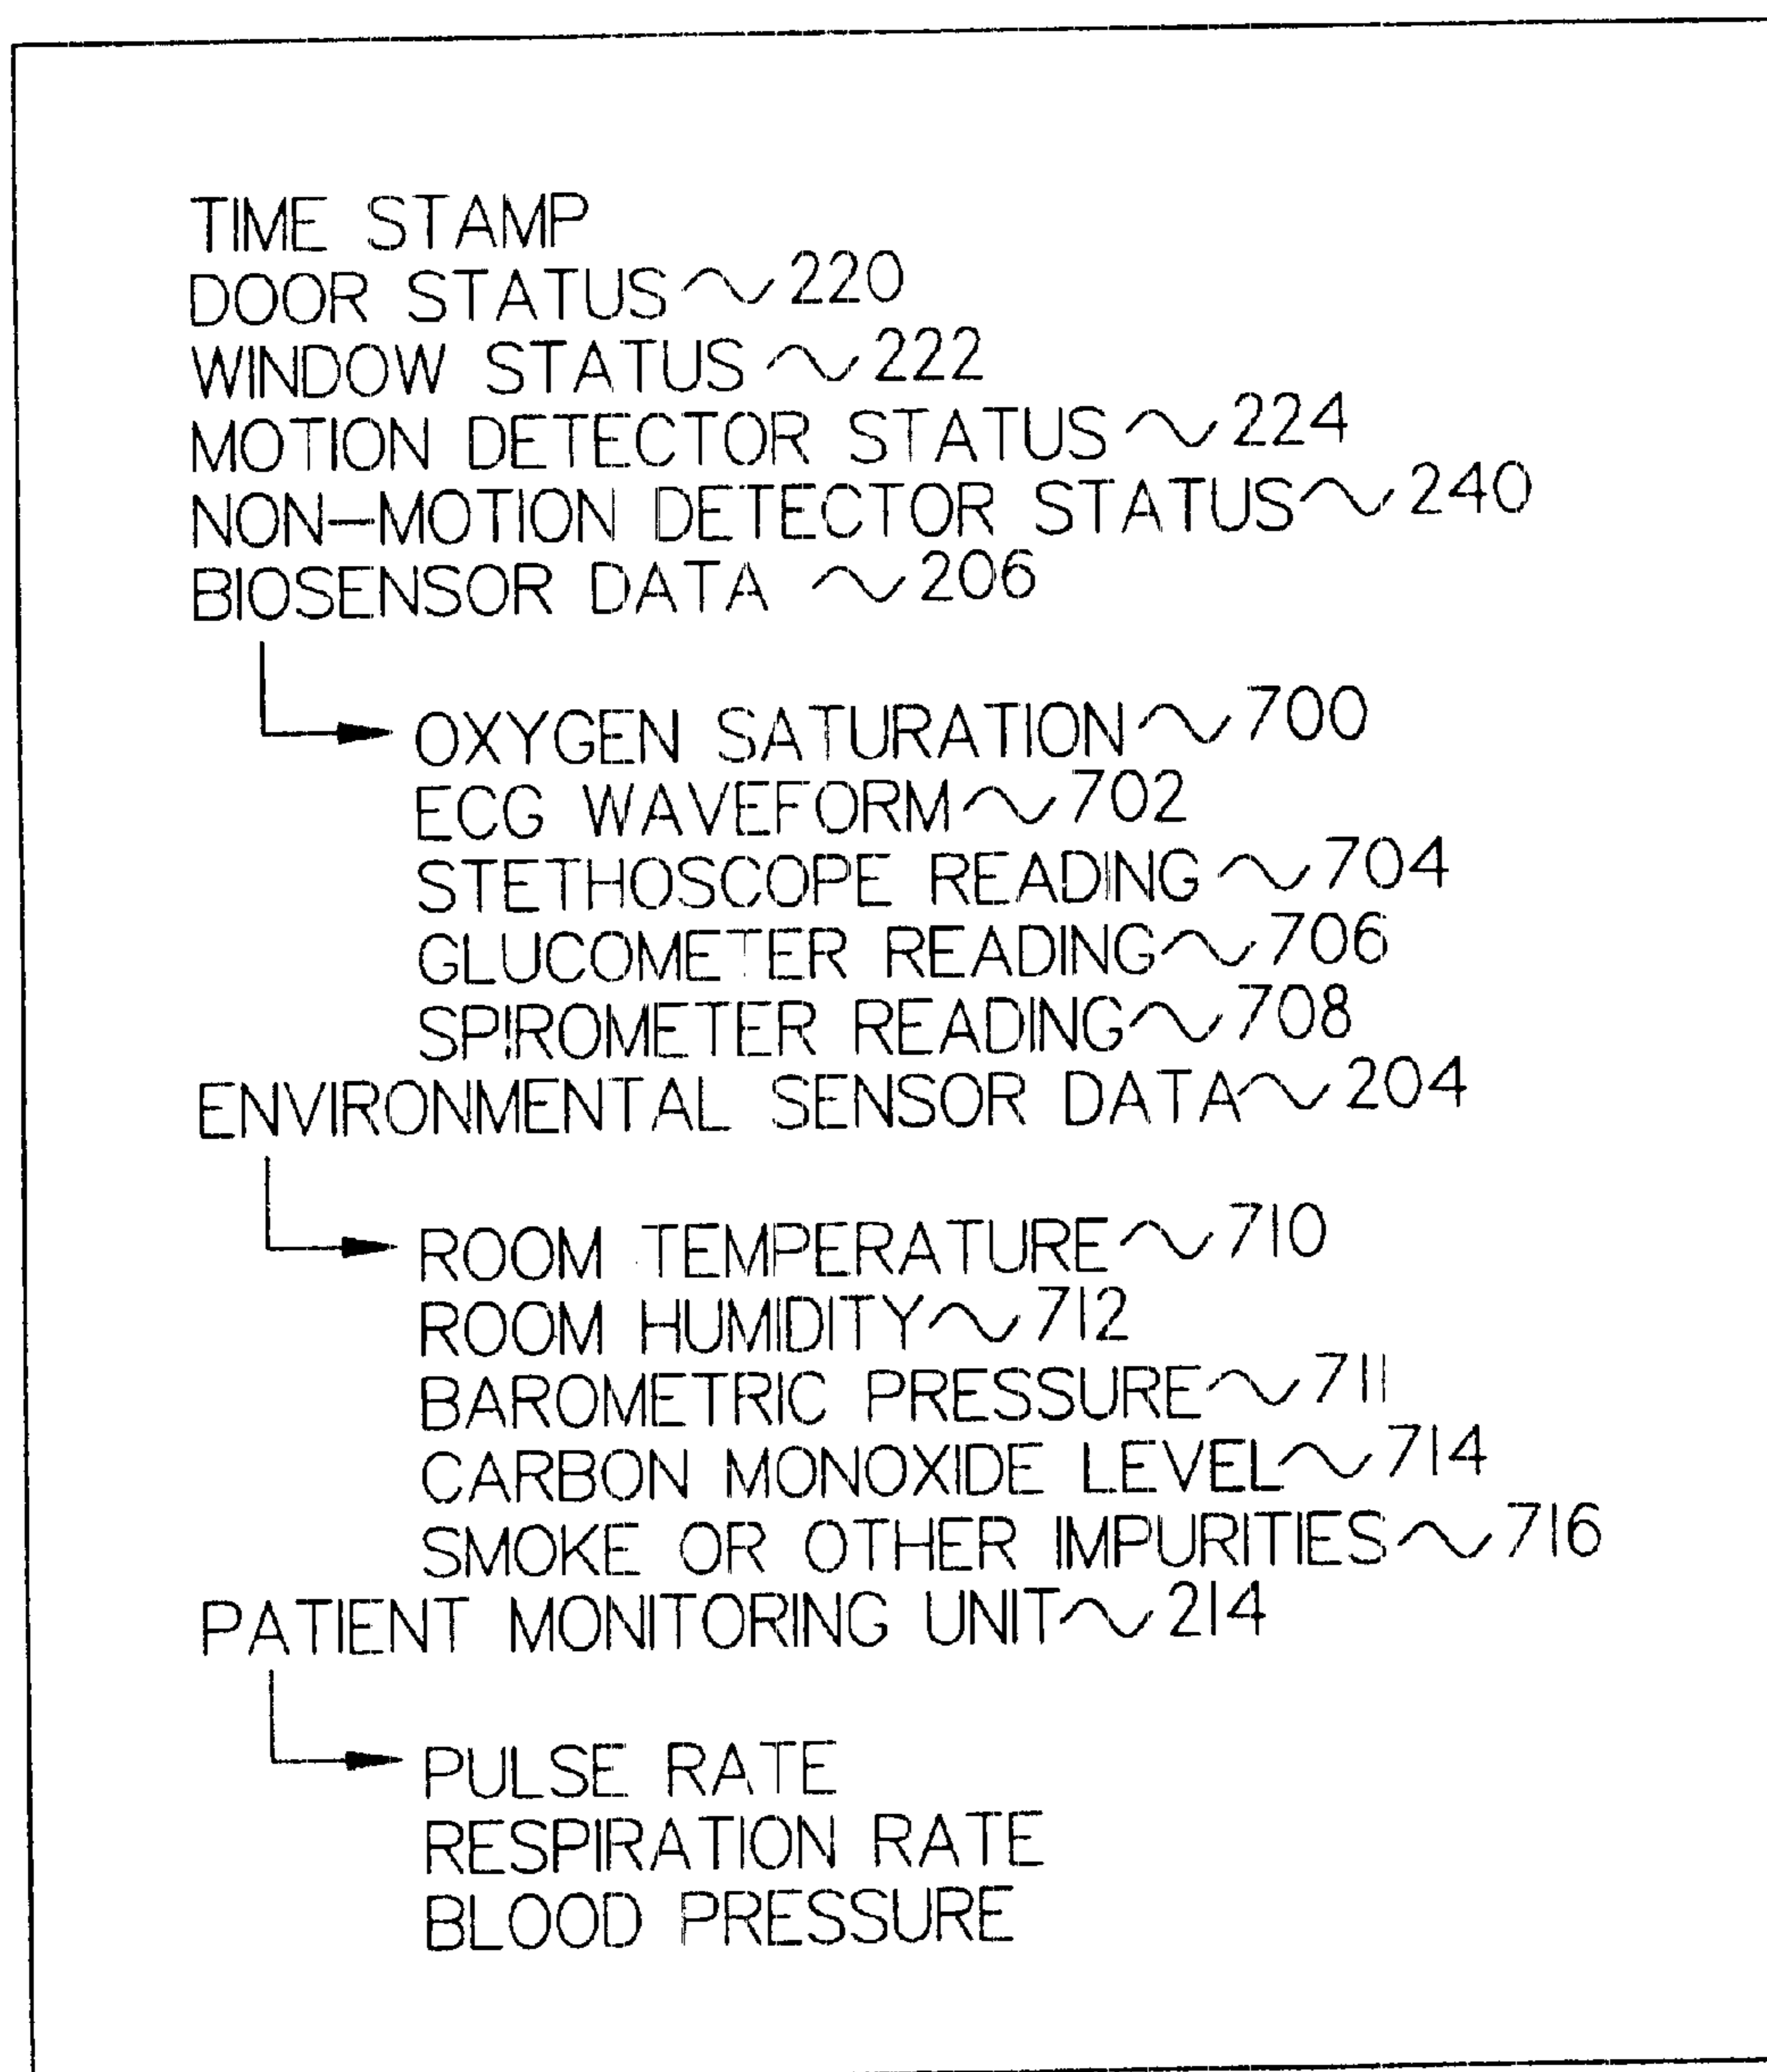 TIME STAMP
DOOR STATUS~220
WINDOW STATUS ~222
MOTION DETECTOR STATUS ~224
NON-MOTION DETECTOR STATUS~240
BIOSENSOR DATA ~206
OXYGEN SATURATION~700
ECG WAVEFORM~702
STETHOSCOPE READING ~704
GLUCOMETER READING~706
SPIROMETER READING~708
ENVIRONMENTAL SENSOR DATA~204
ROOM TEMPERATURE~710
ROOM HUMIDITY~712
BAROMETRIC PRESSURE~711
CARBON MONOXIDE LEVEL~714
SMOKE OR OTHER IMPURITIES~716
PATIENT MONITORING UNIT~214
PULSE RATE
RESPIRATION RATE
BLOOD PRESSURE